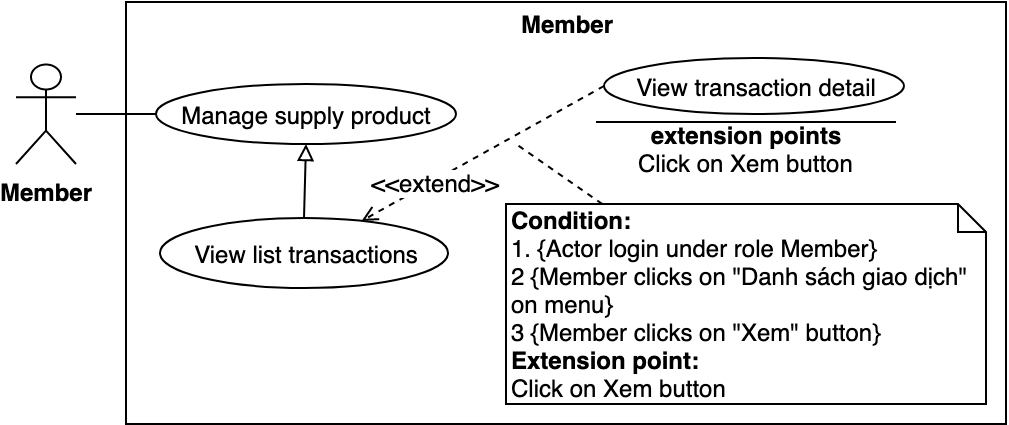 Member
Manage supply product
View transaction detail
extension points
Click on Xem button
<<extend>>
Member
View list transactions
Condition:
1. {Actor login under role Member}
2 {Member clicks on "Danh sách giao dịch"
on menu}
3 {Member clicks on "Xem" button}
Extension point:
Click on Xem button